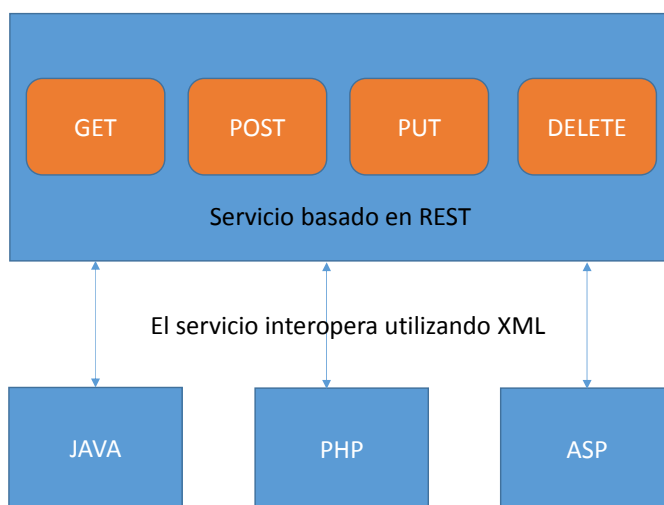 GET
POST
PUT
DELETE
Servicio basado en REST
El servicio interopera utilizando XML
JAVA
PHP
ASP